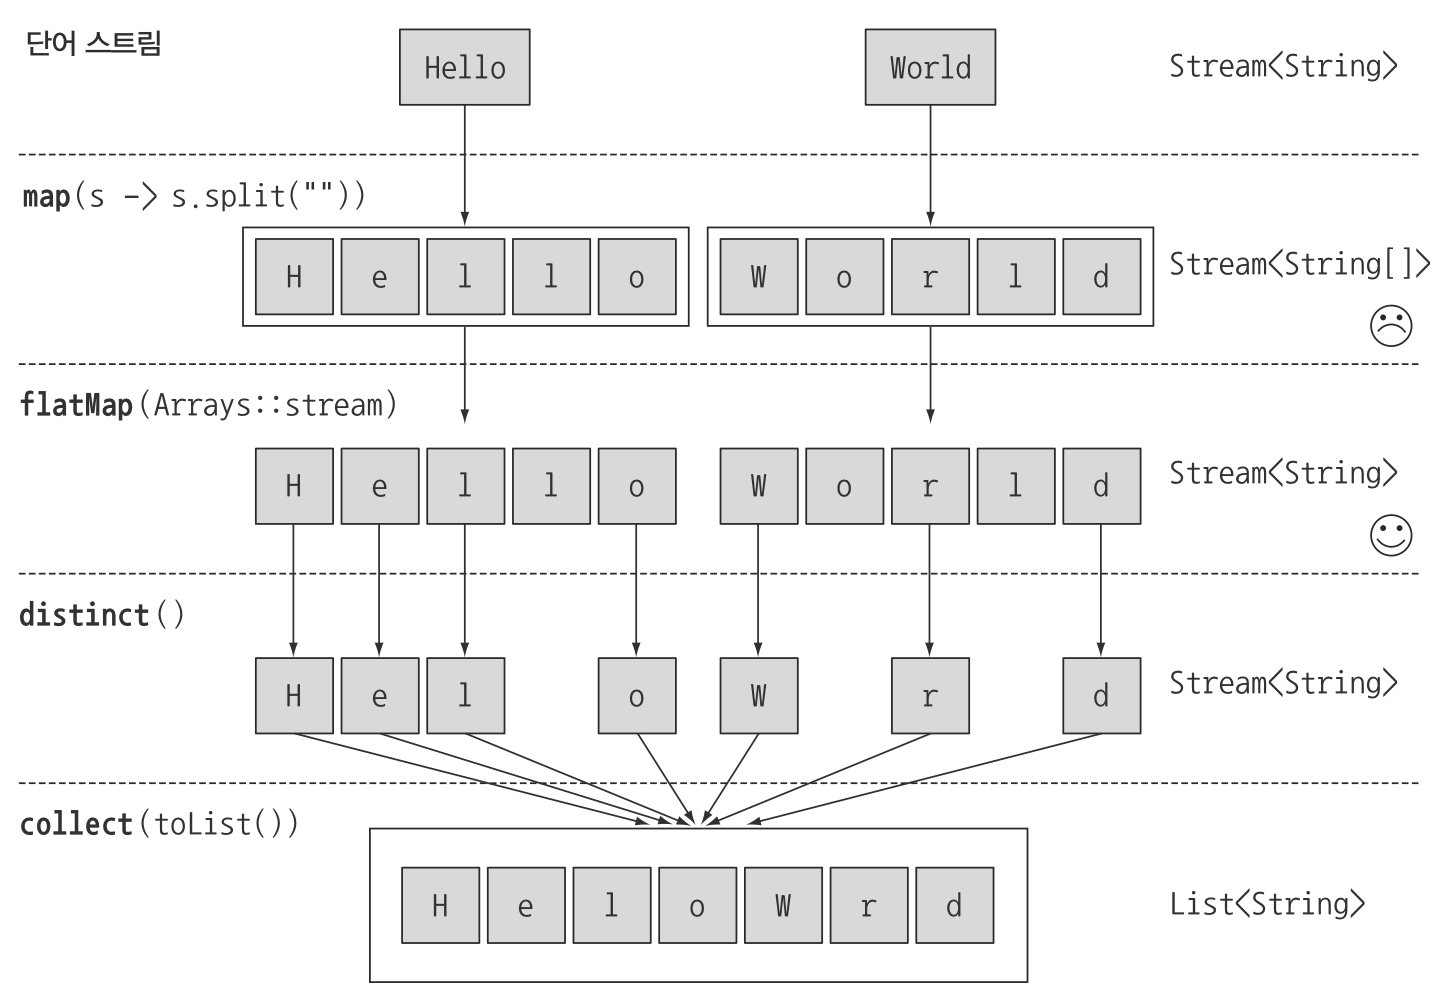 단어 스트림
Hello World Stream<String>
map(s -> s.split(""))
H e l l o W o r l d Stream<String[]>
flatMap(Arrays::stream)
H e l l o W o r l d Stream<String>
distinct()
H e l o W r d Stream<String>
collect(toList())
H e l o W r d List<String>